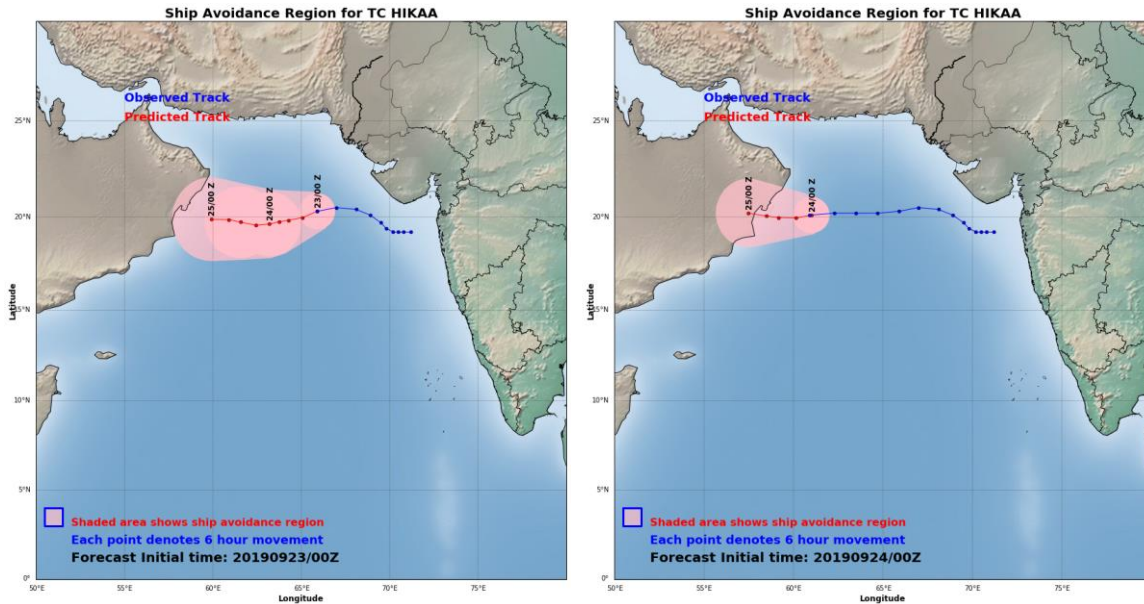 Ship Avoidance Region for TC HIKAA
Observed Track
Predicted Track
25°N
20°N
15°N
10°N
5°N
0°
Latitude
25/00 Z
24/00 Z
23/00 Z
Shaded area shows ship avoidance region
Each point denotes 6 hour movement
Forecast Initial time: 20190923/00Z
50°E 55°E 60°E 65°E 70°E 75°E
Longitude
Ship Avoidance Region for TC HIKAA
Observed Track
Predicted Track
25°N
20°N
15°N
10°N
5°N
0°
Latitude
25/00 Z
24/00 Z
Shaded area shows ship avoidance region
Each point denotes 6 hour movement
Forecast Initial time: 20190924/00Z
50°E 55°E 60°E 65°E 70°E 75°E
Longitude